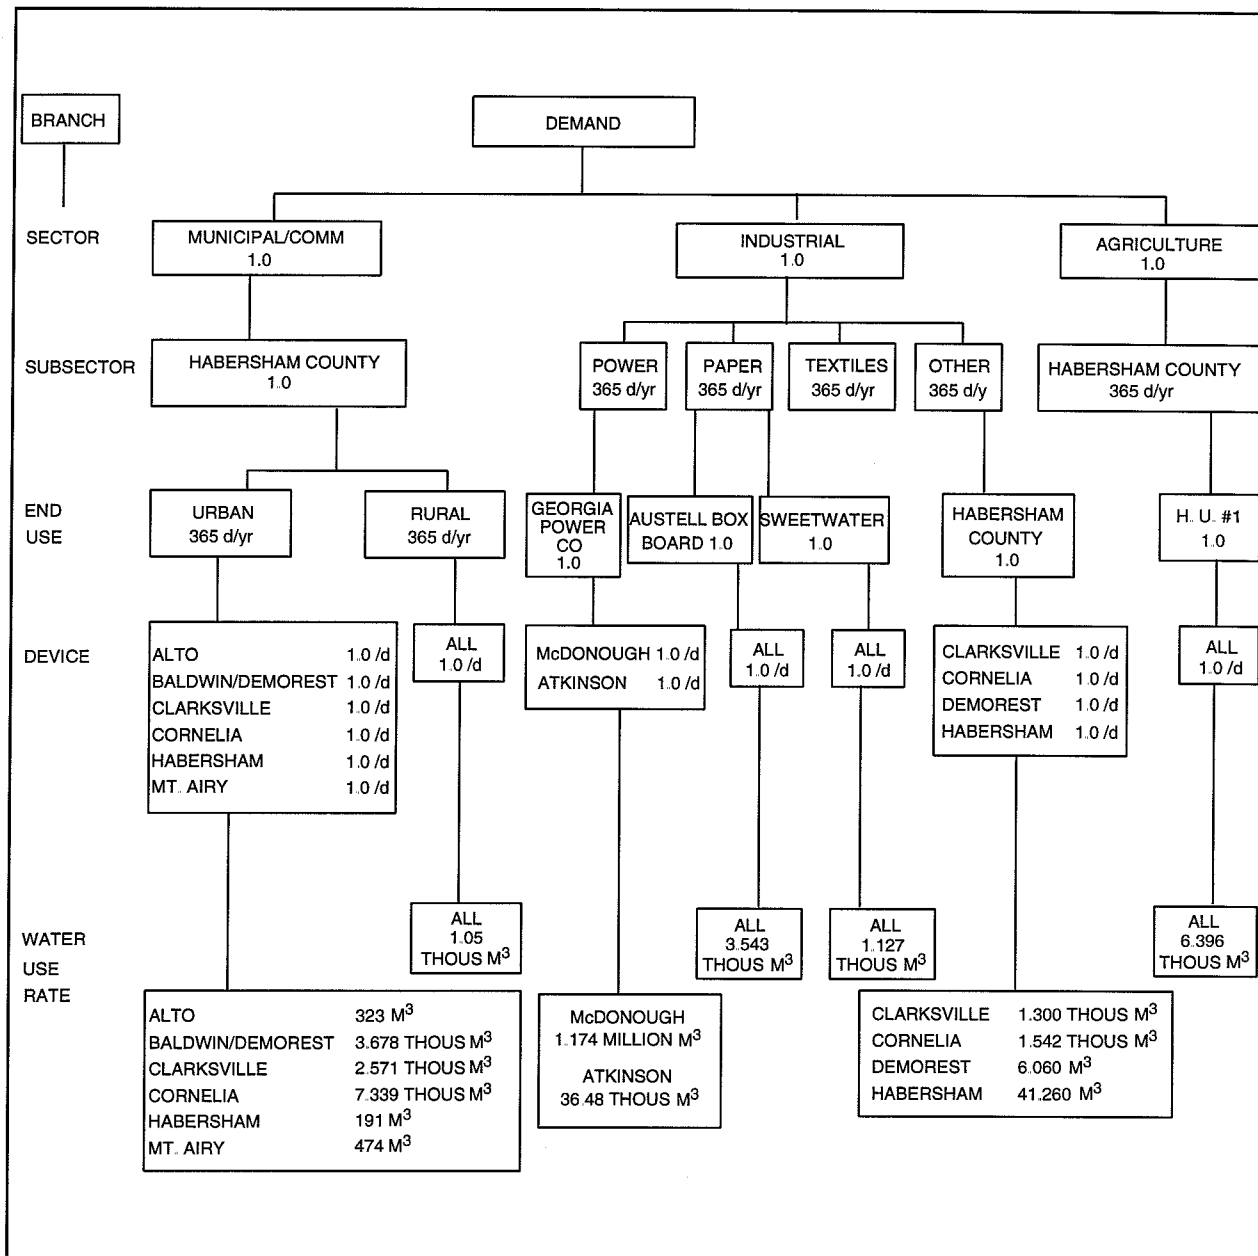 BRANCH
DEMAND
SECTOR
MUNICIPAL/COMM
1.0
INDUSTRIAL
1.0
AGRICULTURE
1.0
SUBSECTOR
HABERSHAM COUNTY
1.0
POWER
365 d/yr
PAPER
365 d/yr
TEXTILES
365 d/yr
OTHER
365 d/y
HABERSHAM COUNTY
365 d/yr
END
USE
URBAN
365 d/yr
RURAL
365 d/yr
GEORGIA
POWER
CO
1.0
AUSTELL BOX
BOARD 1.0
SWEETWATER
1.0
HABERSHAM
COUNTY
1.0
H. U. #1
1.0
DEVICE
ALTO 1.0 /d
BALDWIN/DEMOREST 1.0 /d
CLARKSVILLE 1.0 /d
CORNELIA 1.0 /d
HABERSHAM 1.0 /d
MT. AIRY 1.0 /d
ALL
1.0 /d
McDONOUGH 1.0 /d
ATKINSON 1.0 /d
ALL
1.0 /d
ALL
1.0 /d
CLARKSVILLE 1.0 /d
CORNELIA 1.0 /d
DEMOREST 1.0 /d
HABERSHAM 1.0 /d
ALL
1.0 /d
WATER
USE
RATE
ALL
1.05
THOUS M³
ALL
3.543
THOUS M³
ALL
1.127
THOUS M³
ALL
6.396
THOUS M³
ALTO 323 M³
BALDWIN/DEMOREST 3.678 THOUS M³
CLARKSVILLE 2.571 THOUS M³
CORNELIA 7.339 THOUS M³
HABERSHAM 191 M³
MT. AIRY 474 M³
McDONOUGH
1.174 MILLION M³
ATKINSON
36.48 THOUS M³
CLARKSVILLE 1.300 THOUS M³
CORNELIA 1.542 THOUS M³
DEMOREST 6.060 M³
HABERSHAM 41.260 M³